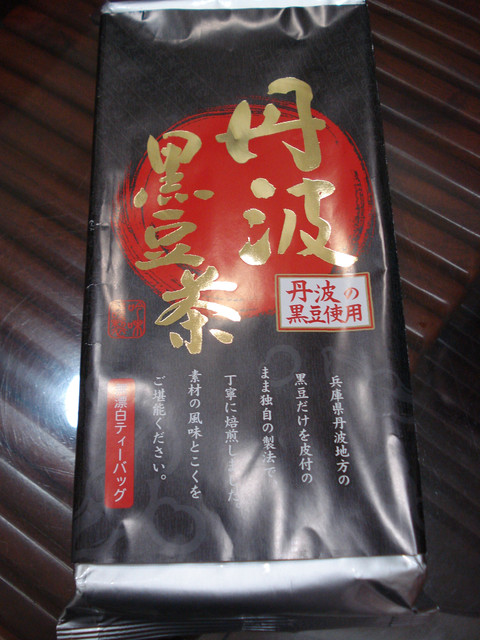 丹波
黒豆茶
丹波の
黒豆使用
兵庫県丹波地方の
黒豆だけを皮付の
まま独自の製法で
丁寧に焙煎しました。
素材の風味とこくを
ご堪能ください。
漂白ティーバッグ